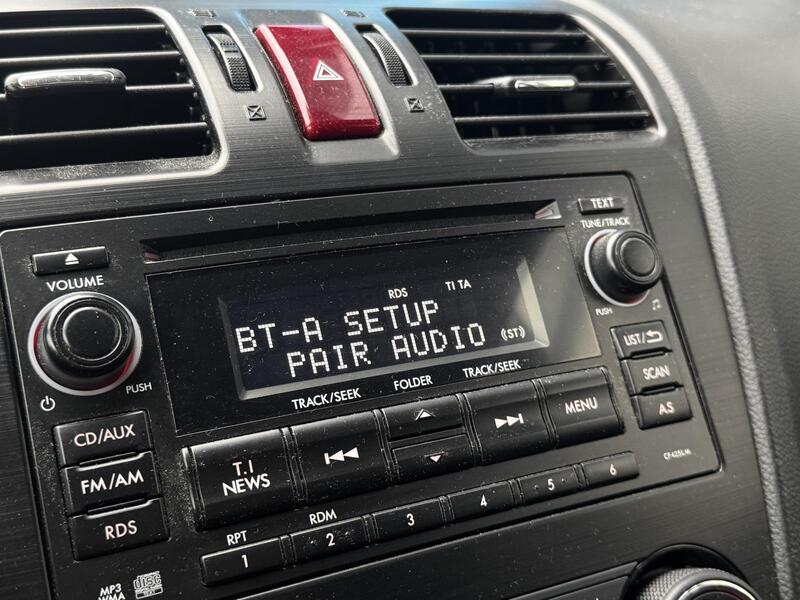 TEXT
VOLUME
TUNE/TRACK
RDS TI TA
BT-A SETUP
PAIR AUDIO (ST)
PUSH
PUSH
TRACK/SEEK FOLDER TRACK/SEEK
LIST/
SCAN
A.S
CD/AUX
FM/AM
RDS
T.I
NEWS
MENU
RPT RDM
1 2 3 4 5 6
MP3
WMA
disc
TEXT